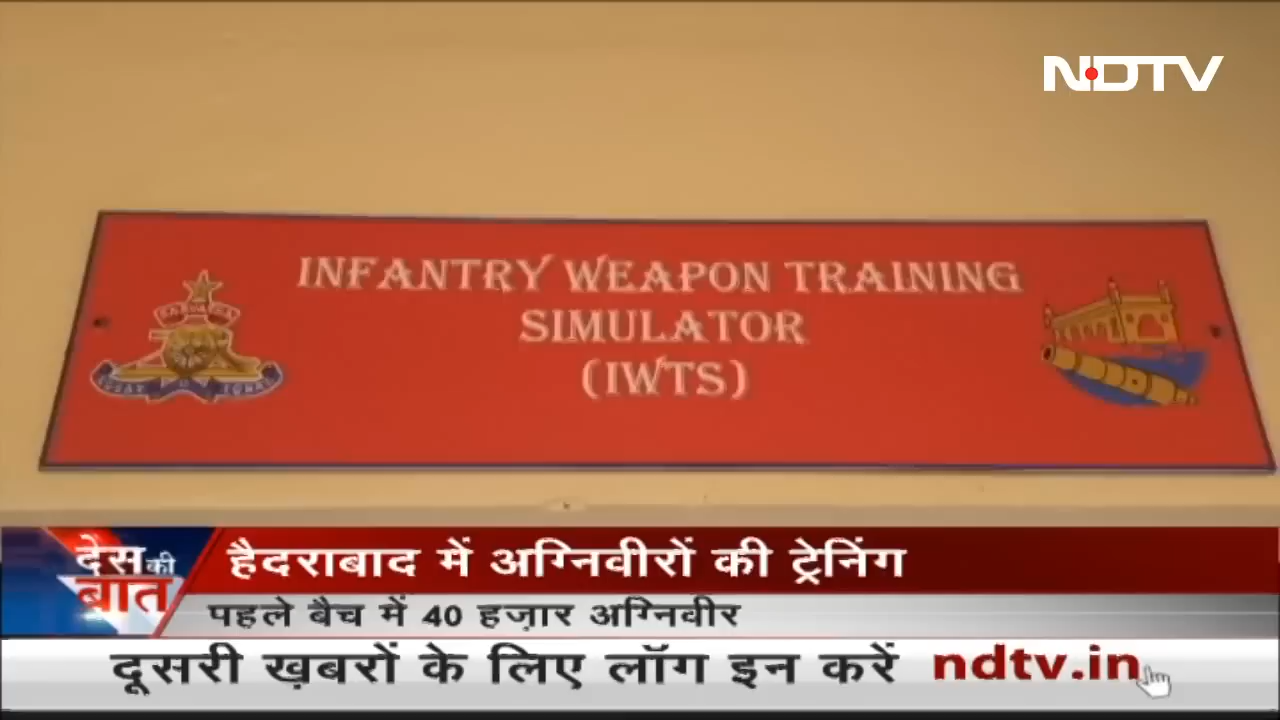 NDTV
INFANTRY WEAPON TRAINING
SIMULATOR
(IWTS)
देस की
बात
हैदराबाद में अग्निवीरों की ट्रेनिंग
पहले बैच में 40 हज़ार अग्निवीर
दूसरी ख़बरों के लिए लॉग इन करें ndtv.in